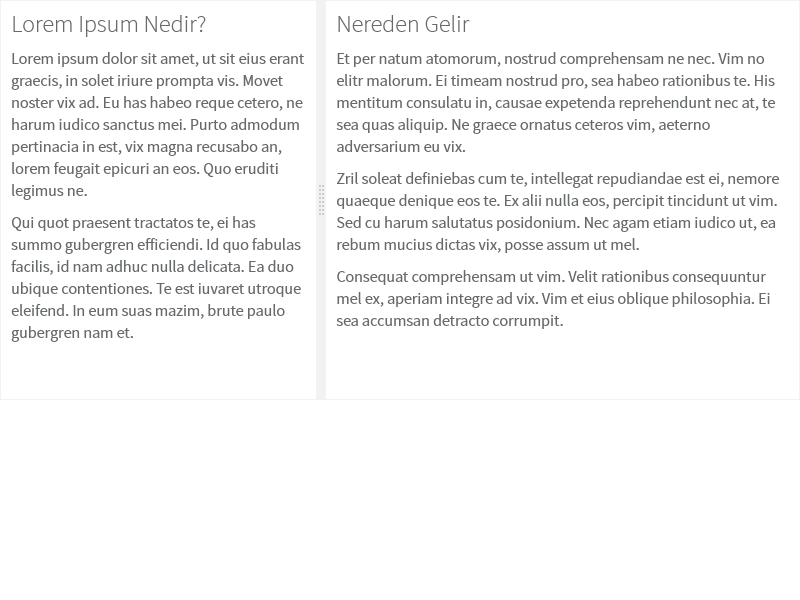 Lorem Ipsum Nedir?
Lorem ipsum dolor sit amet, ut sit eius erant
graecis, in solet iriure prompta vis. Movet
noster vix ad. Eu has habeo reque cetero, ne
harum iudico sanctus mei. Purto admodum
pertinacia in est, vix magna recusabo an,
lorem feugait epicuri an eos. Quo eruditi
legimus ne.
Qui quot praesent tractatos te, ei has
summo gubergren efficiendi. Id quo fabulas
facilis, id nam adhuc nulla delicata. Ea duo
ubique contentiones. Te est iuvaret utroque
eleifend. In eum suas mazim, brute paulo
gubergren nam et.
Nereden Gelir
Et per natum atomorum, nostrud comprehensam ne nec. Vim no
elitr malorum. Ei timeam nostrud pro, sea habeo rationibus te. His
mentitum consulatu in, causae expetenda reprehendunt nec at, te
sea quas aliquip. Ne graece ornatus ceteros vim, aeterno
adversarium eu vix.
Zril soleat definiebas cum te, intellegat repudiandae est ei, nemore
quaeque denique eos te. Ex alii nulla eos, percipit tincidunt ut vim.
Sed cu harum salutatus posidonium. Nec agam etiam iudico ut, ea
rebum mucius dictas vix, posse assum ut mel.
Consequat comprehensam ut vim. Velit rationibus consequuntur
mel ex, aperiam integre ad vix. Vim et eius oblique philosophia. Ei
sea accumsan detracto corrumpit.